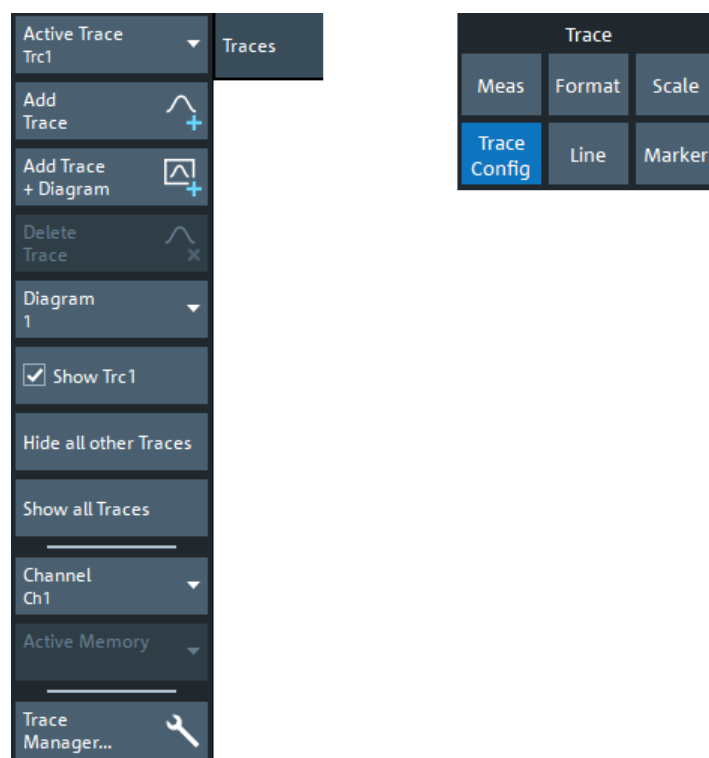 Active Trace
Trc1
Traces
Add
Trace
Add Trace
+ Diagram
Delete
Trace
Diagram
1
Show Trc1
Hide all other Traces
Show all Traces
Channel
Ch1
Active Memory
Trace
Manager...
Trace
Meas Format Scale
Trace
Config
Line Marker